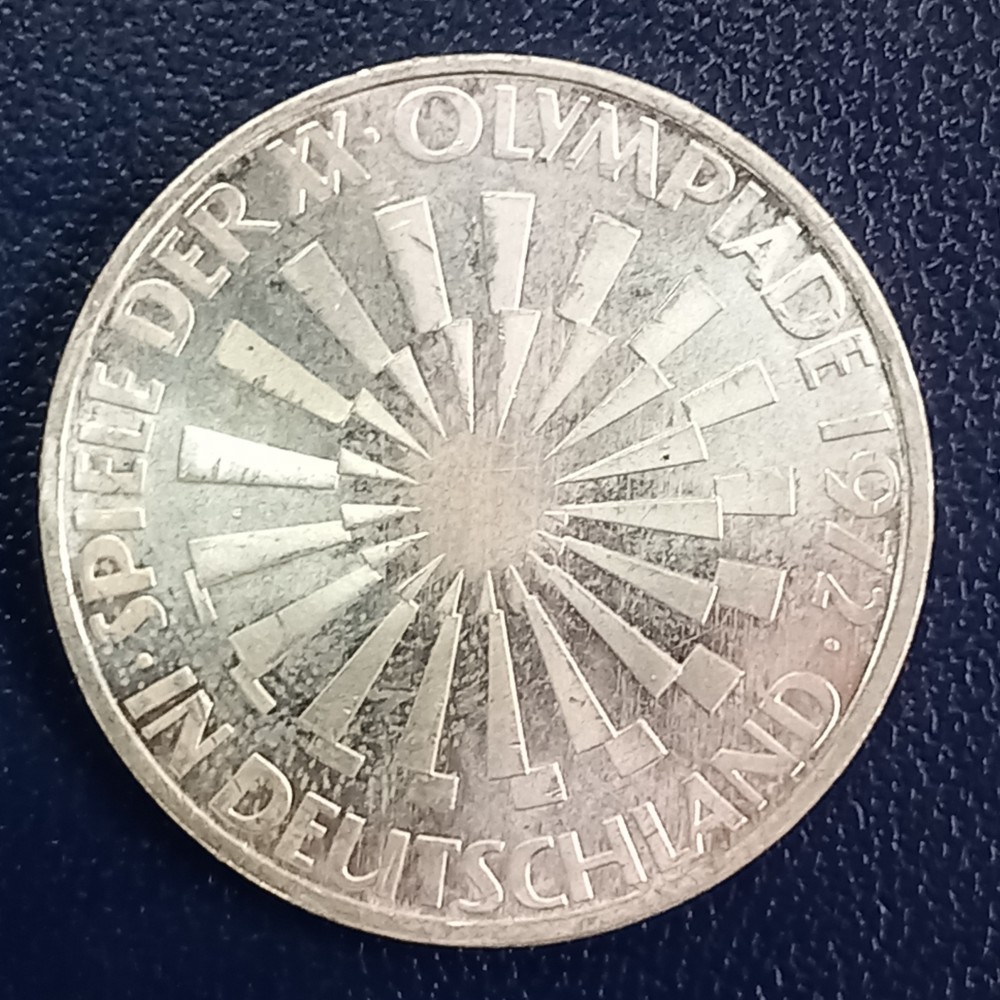 · SPIELE DER XX · OLYMPIADE 1972 ·
IN DEUTSCHLAND